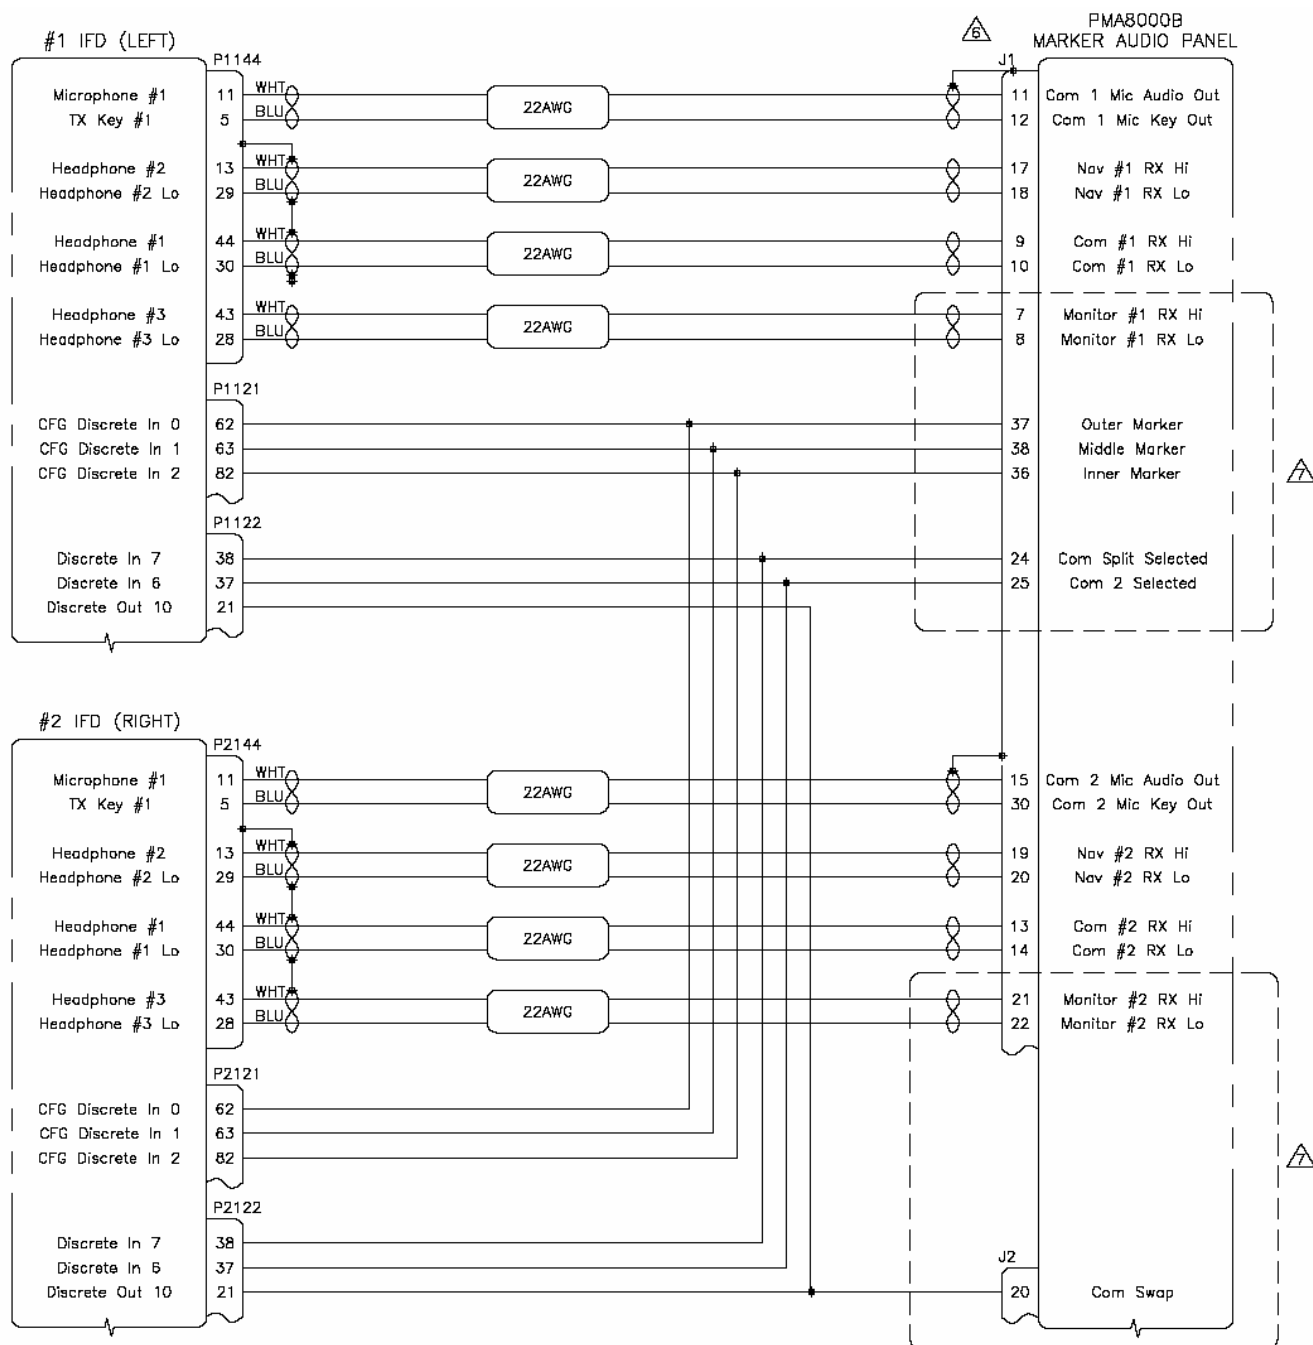 PMA8000B
6
#1 IFD (LEFT) MARKER AUDIO PANEL
P1144 J1
Microphone #1 11 WHT 22AWG 11 Com 1 Mic Audio Out
TX Key #1 5 BLU 12 Com 1 Mic Key Out
Headphone #2 13 WHT 22AWG 17 Nav #1 RX Hi
Headphone #2 Lo 29 BLU 18 Nav #1 RX Lo
Headphone #1 44 WHT 22AWG 9 Com #1 RX Hi
Headphone #1 Lo 30 BLU 10 Com #1 RX Lo
Headphone #3 43 WHT 22AWG 7 Monitor #1 RX Hi
Headphone #3 Lo 28 BLU 8 Monitor #1 RX Lo
P1121
CFG Discrete In 0 62 37 Outer Marker
CFG Discrete In 1 63 38 Middle Marker
CFG Discrete In 2 82 36 Inner Marker
7
P1122
Discrete In 7 38 24 Com Split Selected
Discrete In 6 37 25 Com 2 Selected
Discrete Out 10 21
#2 IFD (RIGHT)
P2144
Microphone #1 11 WHT 22AWG 15 Com 2 Mic Audio Out
TX Key #1 5 BLU 30 Com 2 Mic Key Out
Headphone #2 13 WHT 22AWG 19 Nav #2 RX Hi
Headphone #2 Lo 29 BLU 20 Nav #2 RX Lo
Headphone #1 44 WHT 22AWG 13 Com #2 RX Hi
Headphone #1 Lo 30 BLU 14 Com #2 RX Lo
Headphone #3 43 WHT 22AWG 21 Monitor #2 RX Hi
Headphone #3 Lo 28 BLU 22 Monitor #2 RX Lo
P2121
CFG Discrete In 0 62
CFG Discrete In 1 63
CFG Discrete In 2 82
7
P2122
Discrete In 7 38
J2
Discrete In 6 37
Discrete Out 10 21 20 Com Swap